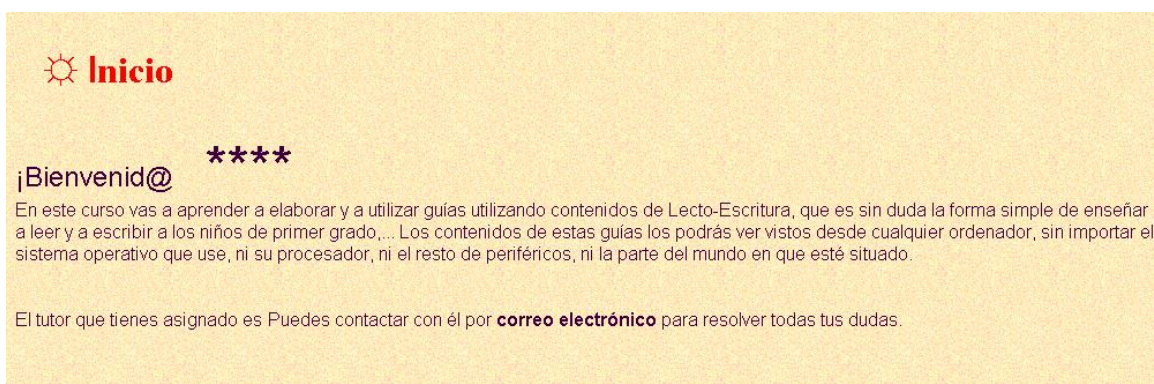 ☼ Inicio
****
¡Bienvenid@
En este curso vas a aprender a elaborar y a utilizar guías utilizando contenidos de Lecto-Escritura, que es sin duda la forma simple de enseñar
a leer y a escribir a los niños de primer grado,... Los contenidos de estas guías los podrás ver vistos desde cualquier ordenador, sin importar el
sistema operativo que use, ni su procesador, ni el resto de periféricos, ni la parte del mundo en que esté situado.
El tutor que tienes asignado es Puedes contactar con él por correo electrónico para resolver todas tus dudas.